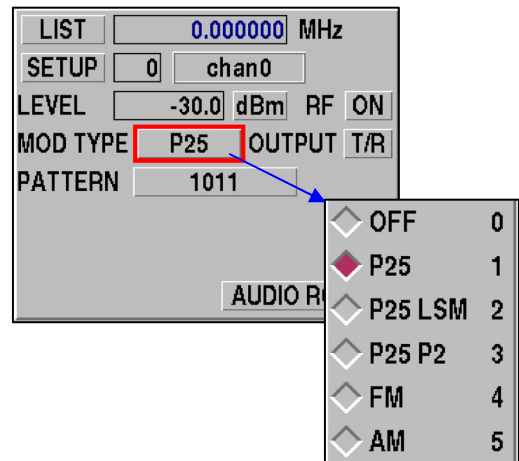 LIST 0.000000 MHz
SETUP 0 chan0
LEVEL -30.0 dBm RF ON
MOD TYPE P25 OUTPUT T/R
PATTERN 1011
AUDIO
OFF 0
P25 1
P25 LSM 2
P25 P2 3
FM 4
AM 5